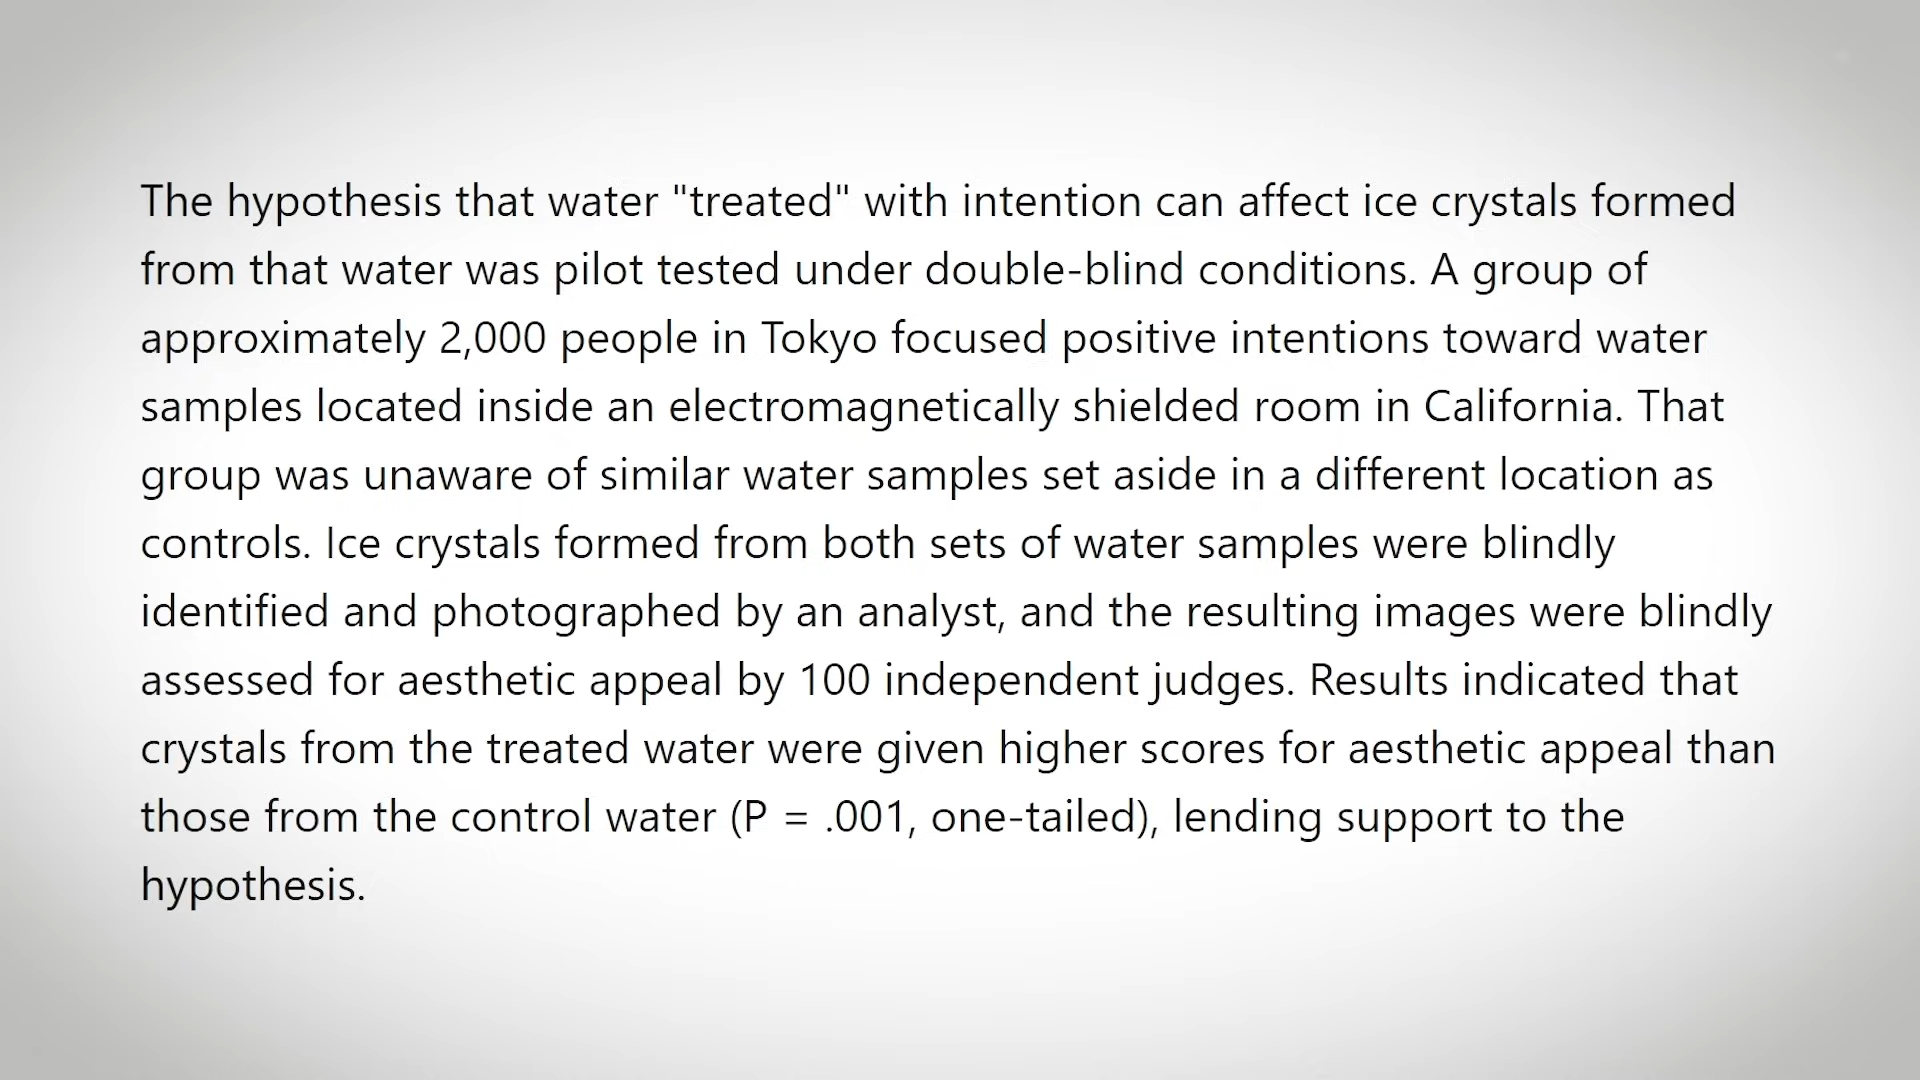 The hypothesis that water "treated" with intention can affect ice crystals formed
from that water was pilot tested under double-blind conditions. A group of
approximately 2,000 people in Tokyo focused positive intentions toward water
samples located inside an electromagnetically shielded room in California. That
group was unaware of similar water samples set aside in a different location as
controls. Ice crystals formed from both sets of water samples were blindly
identified and photographed by an analyst, and the resulting images were blindly
assessed for aesthetic appeal by 100 independent judges. Results indicated that
crystals from the treated water were given higher scores for aesthetic appeal than
those from the control water (P = .001, one-tailed), lending support to the
hypothesis.